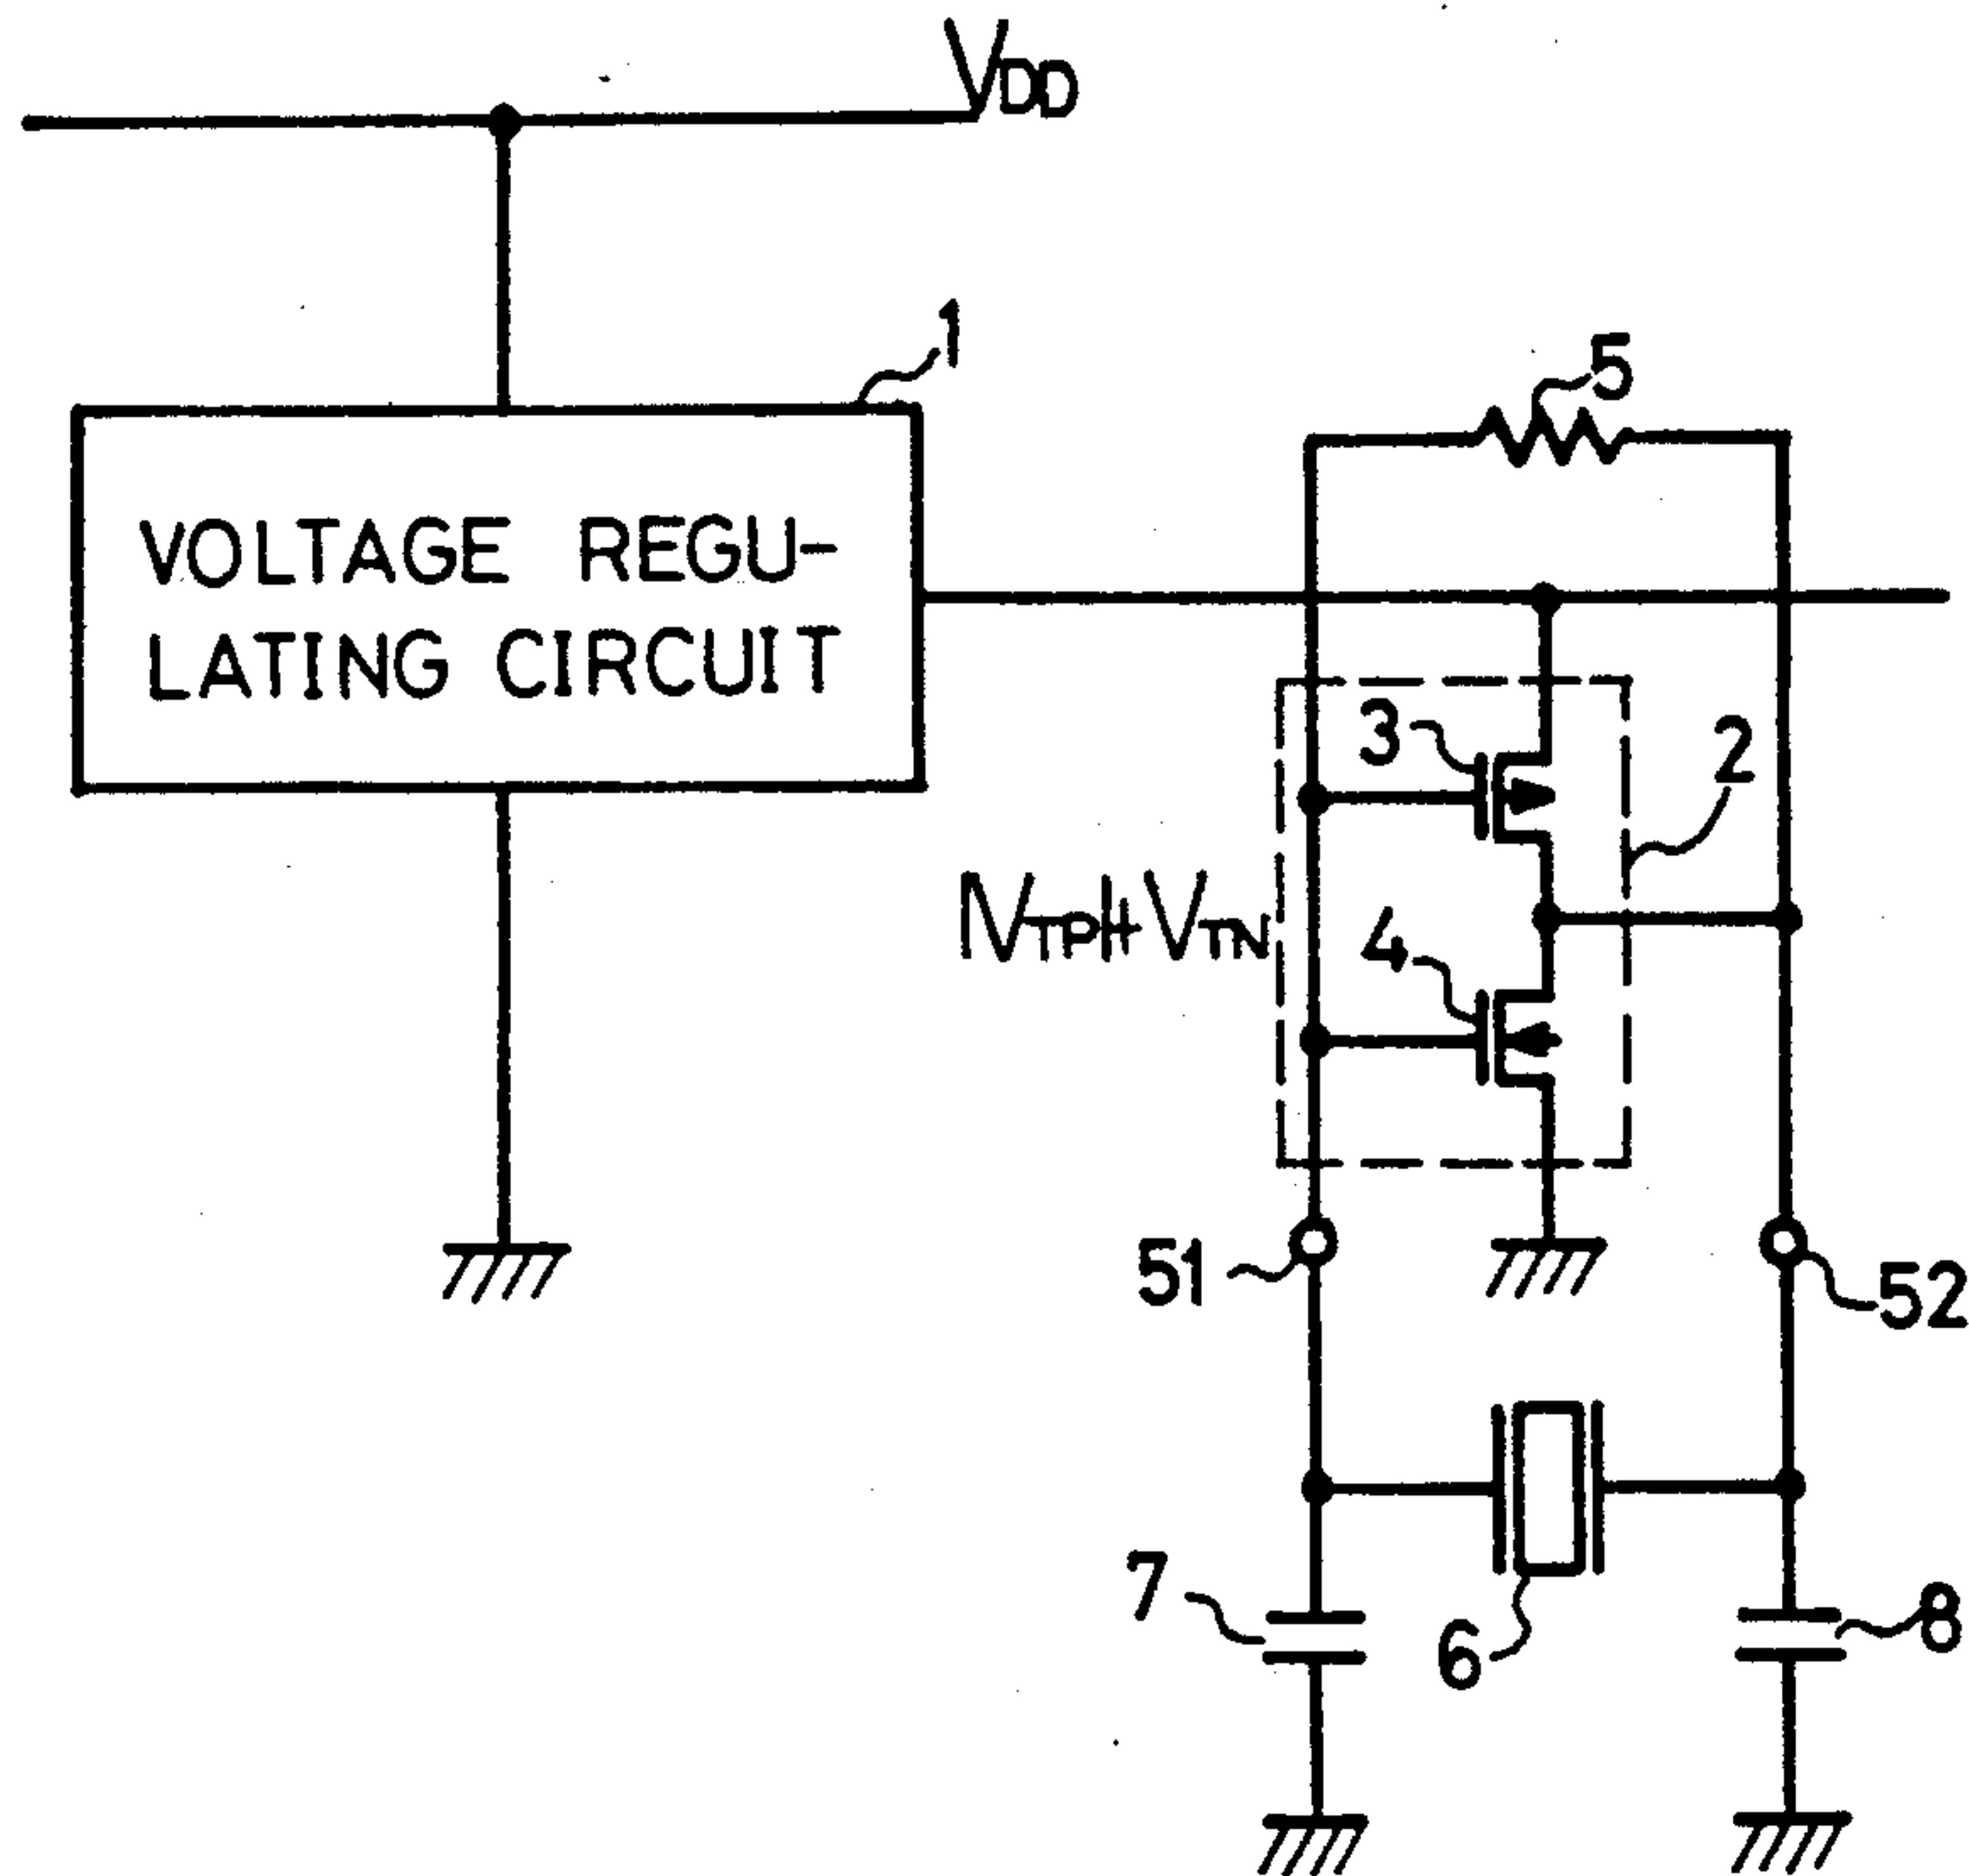 VDD
1
5
VOLTAGE REGU-
LATING CIRCUIT
3
2
|VTP|+VTN
4
51
52
7
6
8